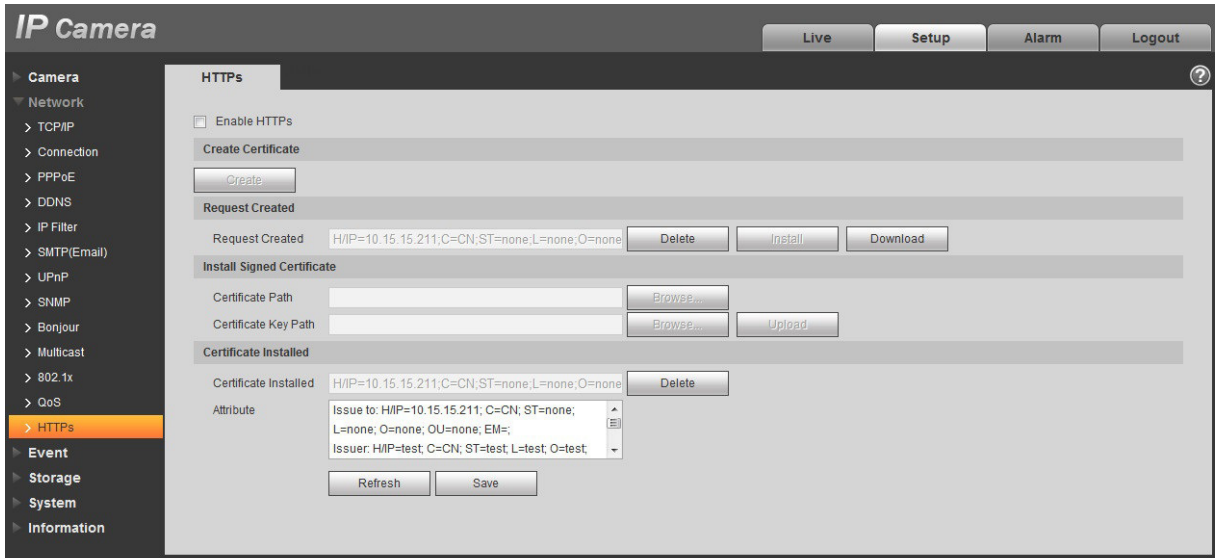 IP Camera
Live
Setup
Alarm
Logout
Camera
Network
TCP/IP
Connection
PPPoE
DDNS
IP Filter
SMTP(Email)
UPnP
SNMP
Bonjour
Multicast
802.1x
QoS
HTTPs
Event
Storage
System
Information
HTTPs
?
Enable HTTPs
Create Certificate
Create
Request Created
Request Created H/IP=10.15.15.211;C=CN;ST=none;L=none;O=none Delete Install Download
Install Signed Certificate
Certificate Path Browse...
Certificate Key Path Browse... Upload
Certificate Installed
Certificate Installed H/IP=10.15.15.211;C=CN;ST=none;L=none;O=none Delete
Attribute Issue to: H/IP=10.15.15.211; C=CN; ST=none;
L=none; O=none; OU=none; EM=;
Issuer: H/IP=test; C=CN; ST=test; L=test; O=test;
Refresh Save